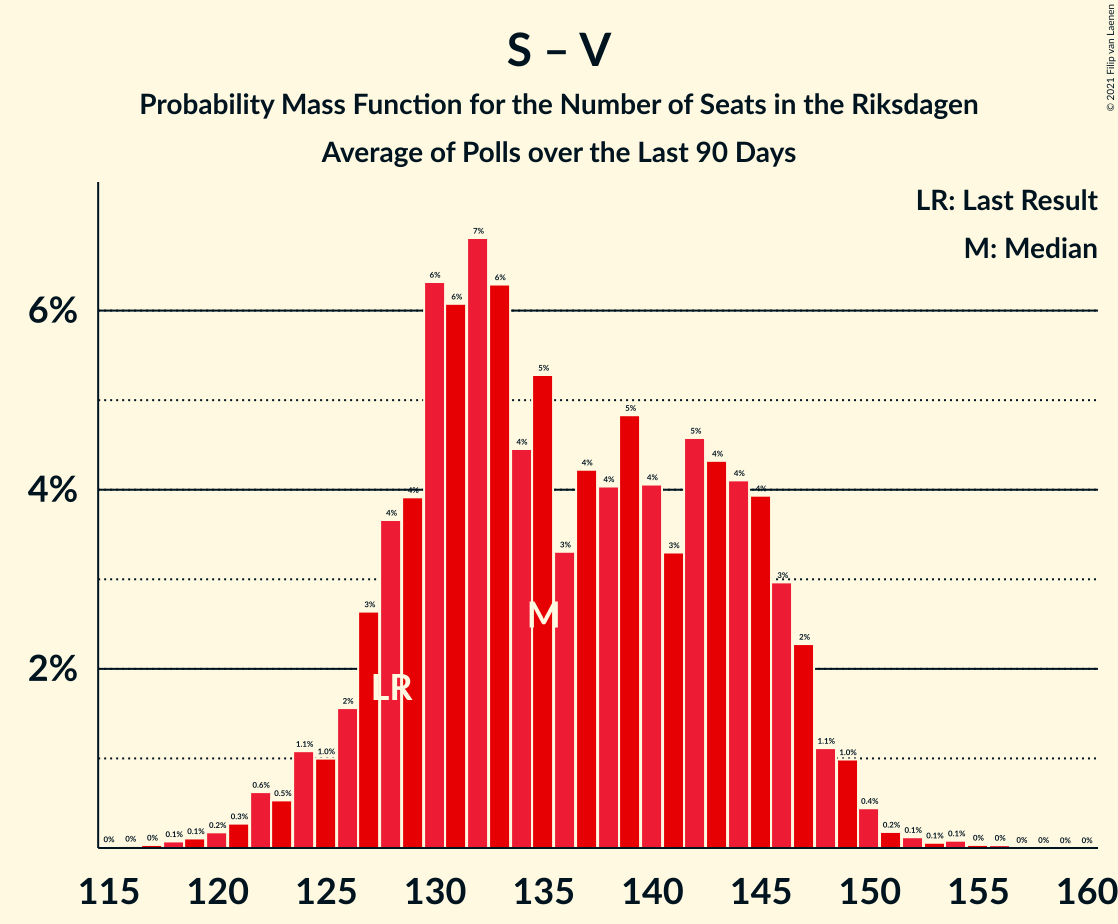 S – V
Probability Mass Function for the Number of Seats in the Riksdagen
Average of Polls over the Last 90 Days
© 2021 Filip van Laenen
LR: Last Result
M: Median
6%
4%
2%
0% 0% 0% 0.1% 0.1% 0.2% 0.3% 0.6% 0.5% 1.1% 1.0% 2% 3% 4% 4% 6% 6% 7% 6% 4% 5% 3% 4% 4% 5% 4% 3% 5% 4% 4% 4% 3% 2% 1.1% 1.0% 0.4% 0.2% 0.1% 0.1% 0.1% 0% 0% 0% 0% 0% 0%
M
LR
115 120 125 130 135 140 145 150 155 160